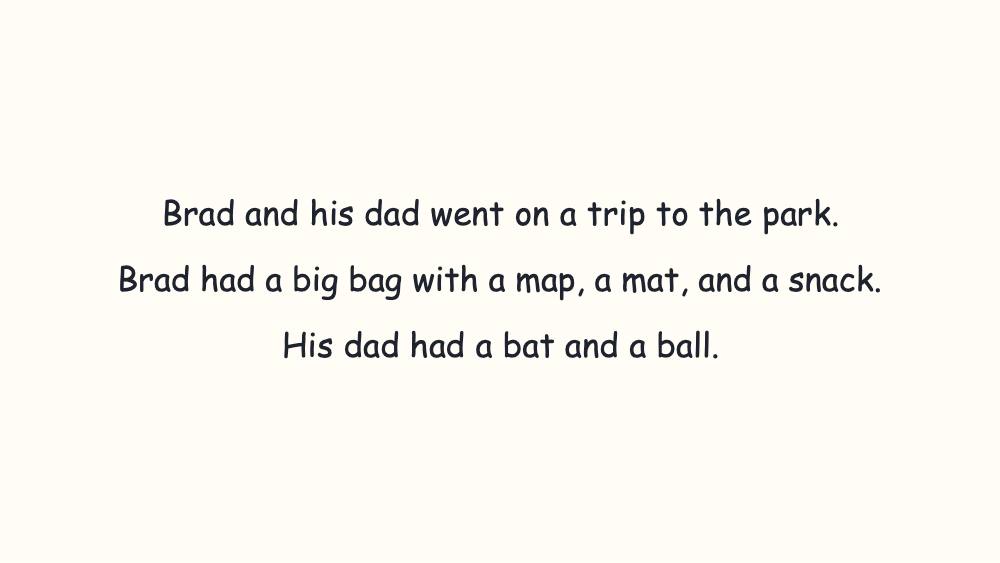 Brad and his dad went on a trip to the park.
Brad had a big bag with a map, a mat, and a snack.
His dad had a bat and a ball.